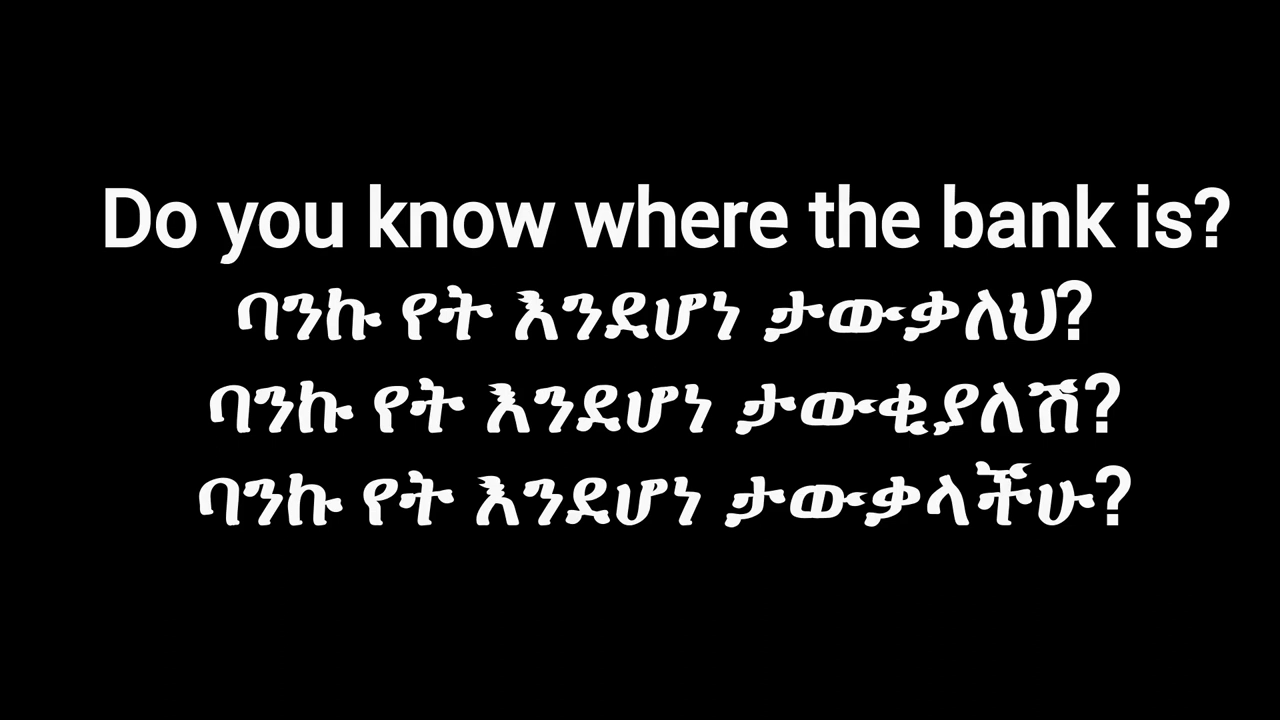 Do you know where the bank is?
ባንኩ የት እንደሆነ ታውቃለህ?
ባንኩ የት እንደሆነ ታውቂያለሽ?
ባንኩ የት እንደሆነ ታውቃላችሁ?